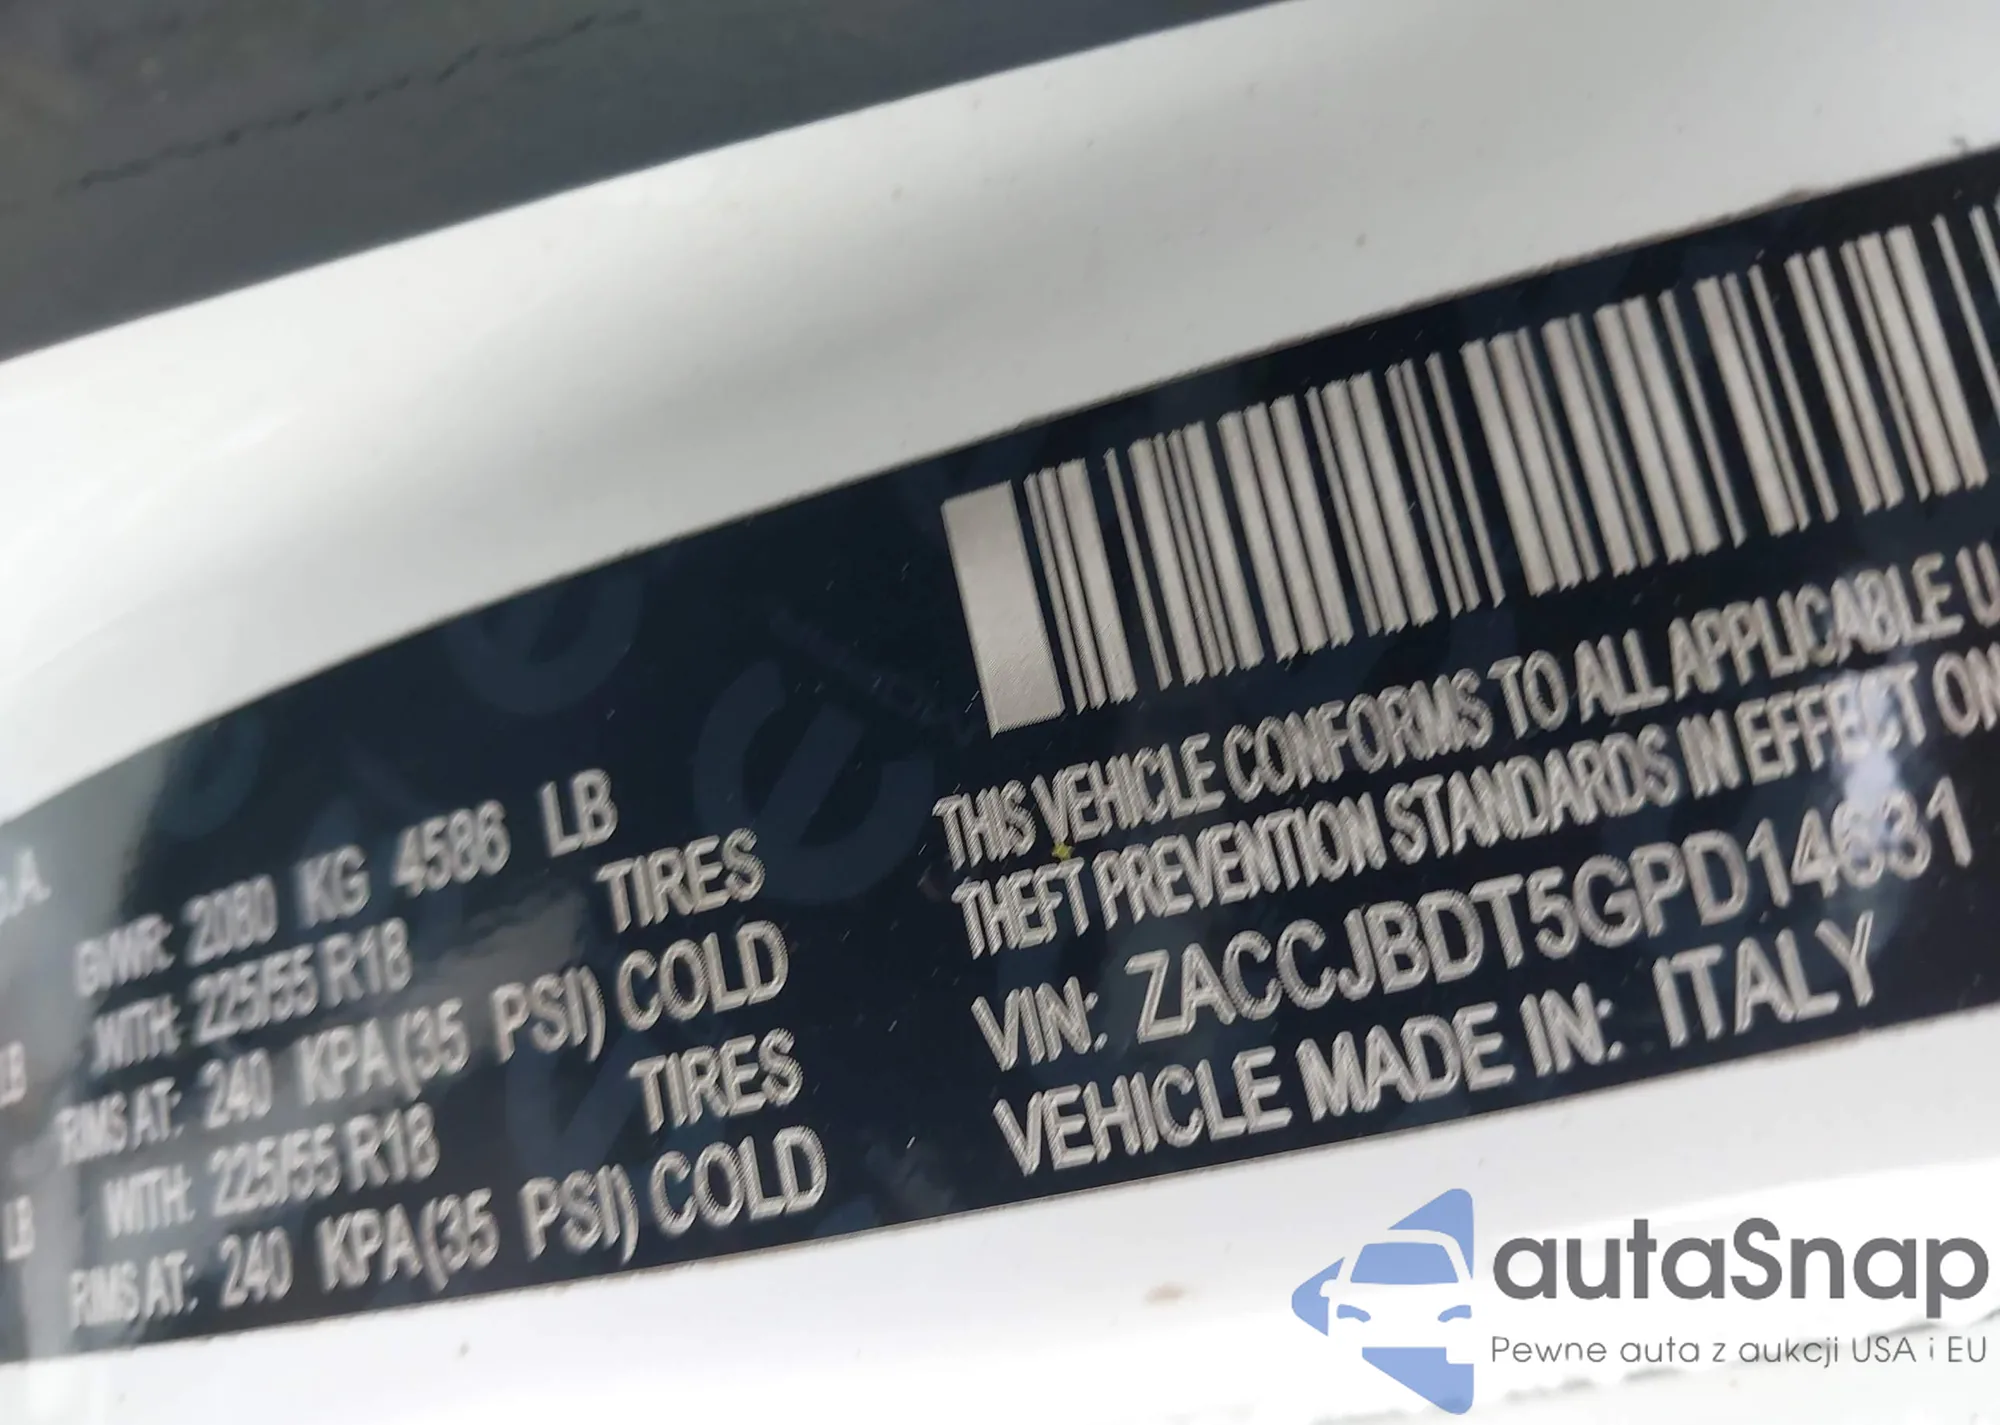 S.A.
GVWR: 2080 KG 4586 LB
WITH: 225/55 R18 TIRES
LB RIMS AT: 240 KPA(35 PSI) COLD
WITH: 225/55 R18 TIRES
LB RIMS AT: 240 KPA(35 PSI) COLD
THIS VEHICLE CONFORMS TO ALL APPLICABLE U
THEFT PREVENTION STANDARDS IN EFFECT ON
VIN: ZACCJBDT5GPD14631
VEHICLE MADE IN: ITALY
autaSnap
Pewne auta z aukcji USA i EU